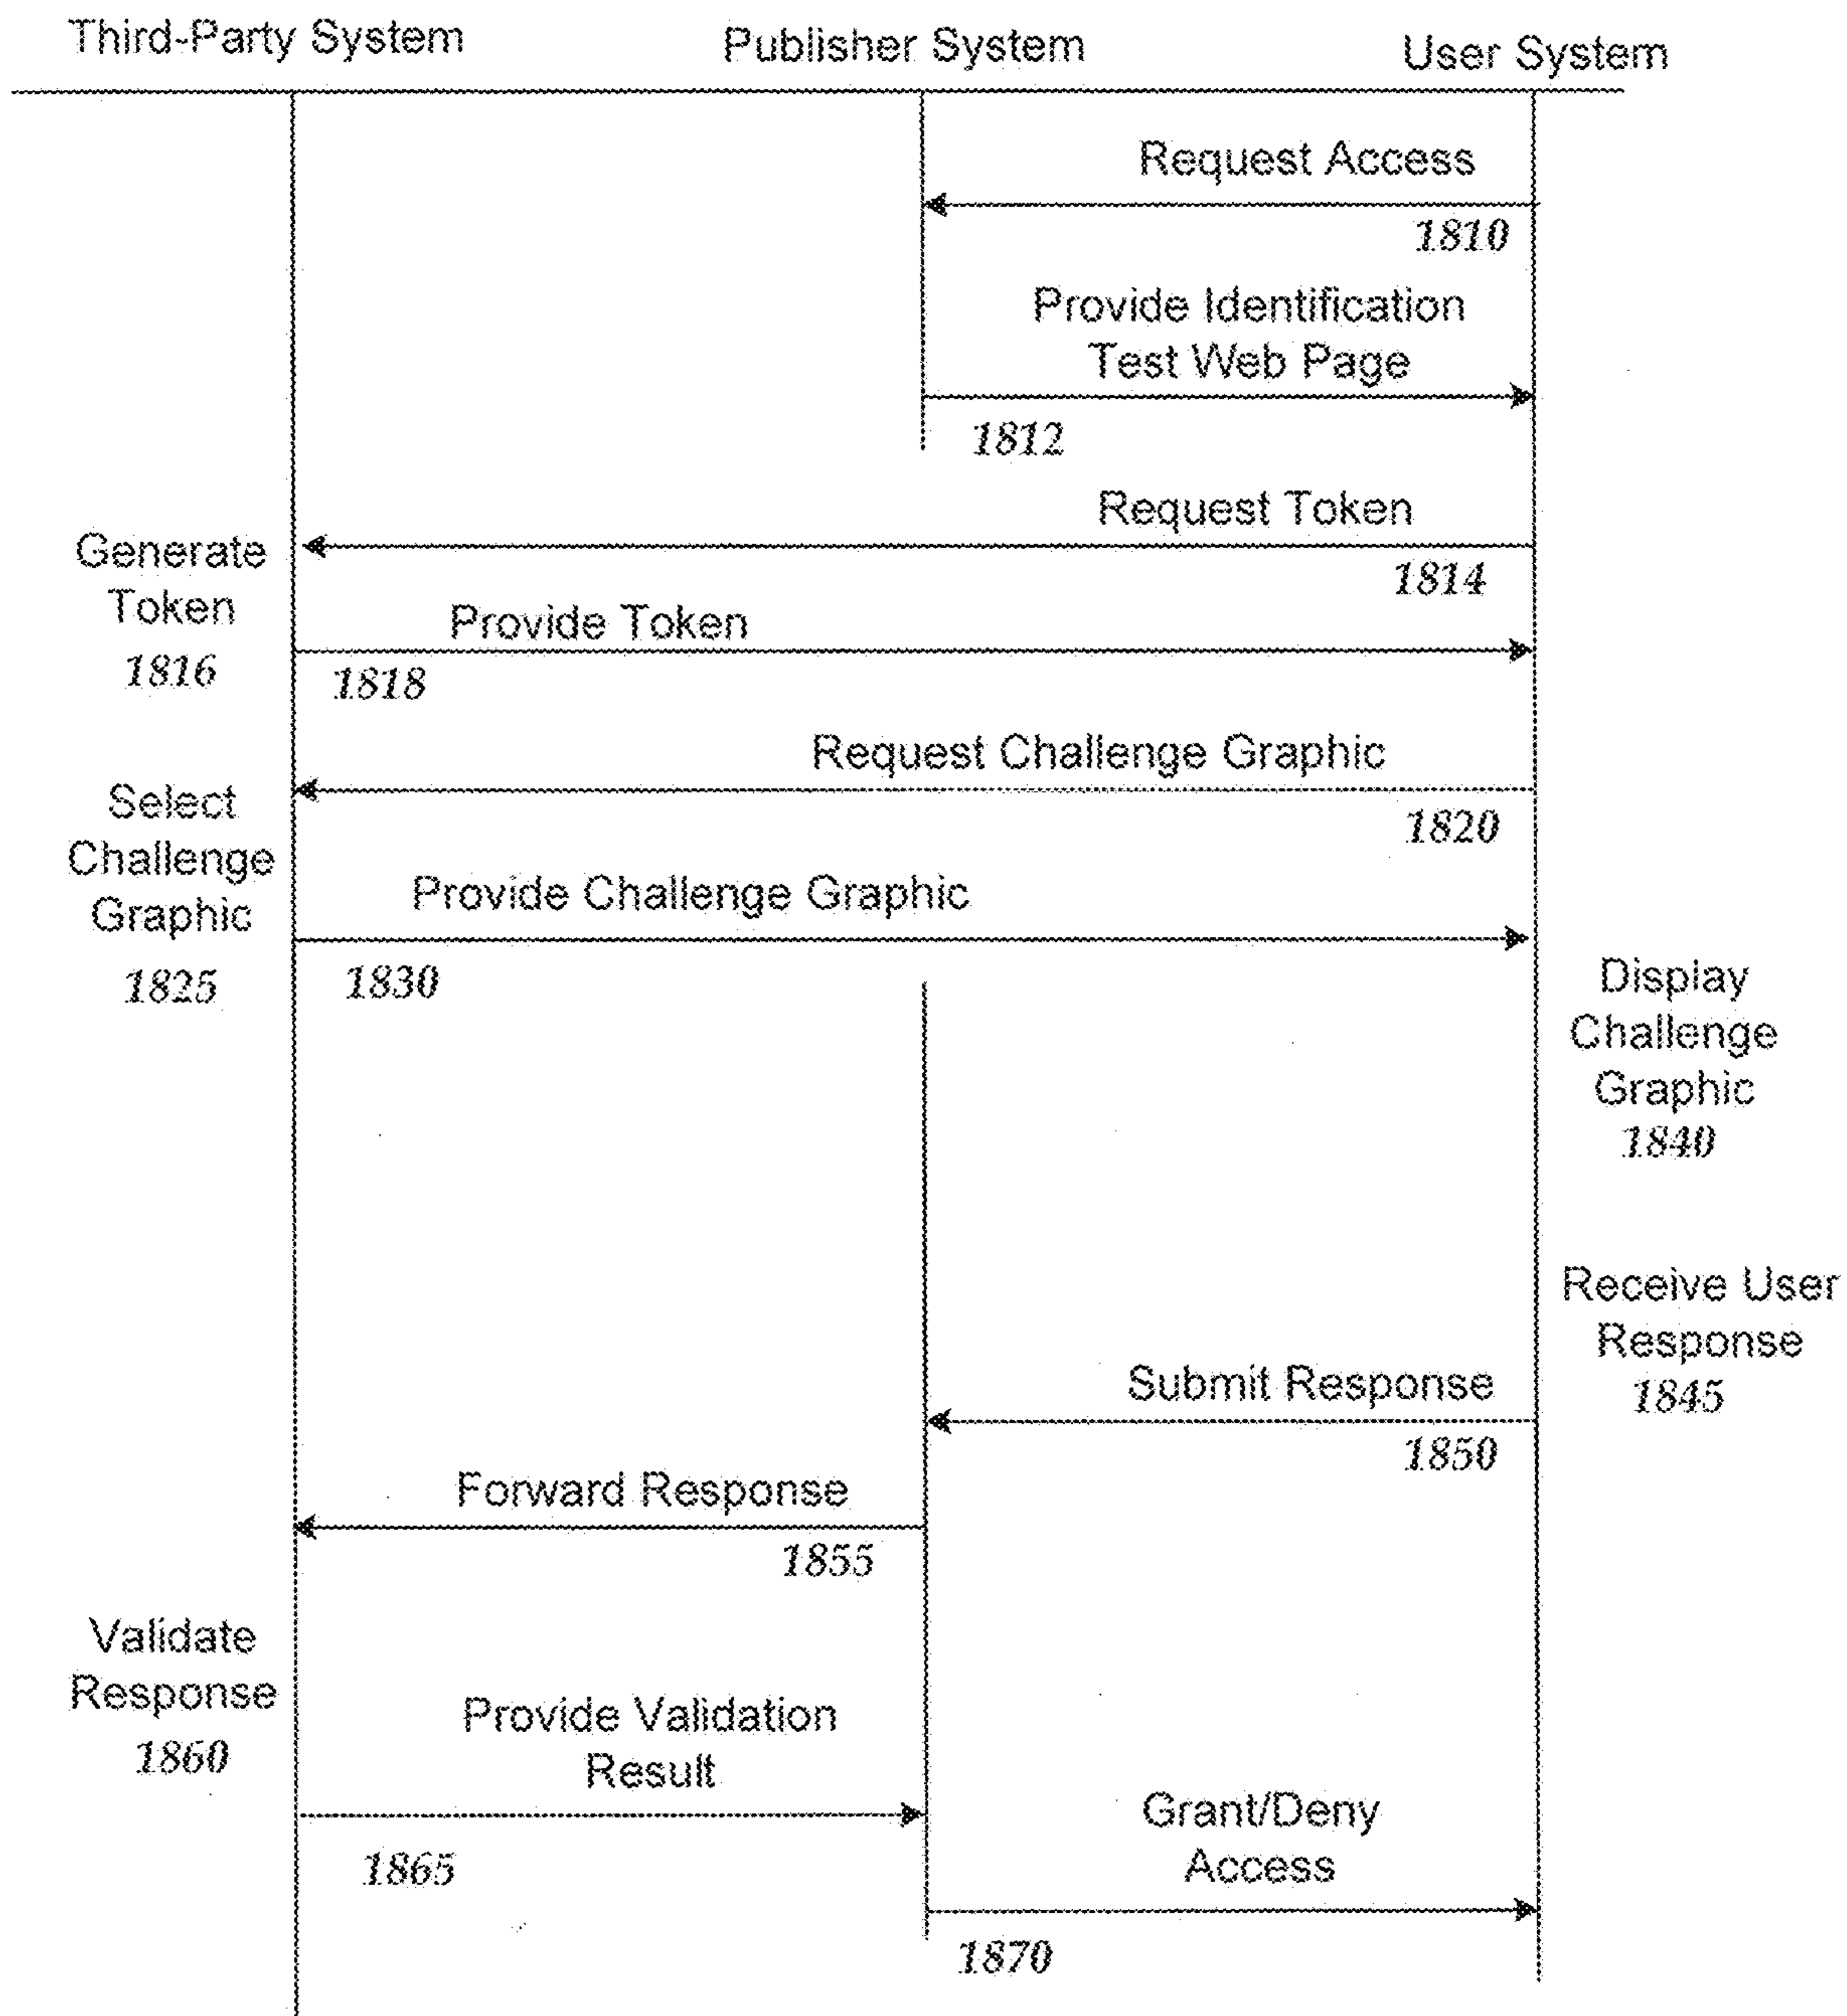 Third-Party System
Publisher System
User System
Request Access
1810
Provide Identification
Test Web Page
1812
Request Token
1814
Generate
Token
1816
Provide Token
1818
Request Challenge Graphic
1820
Select
Challenge
Graphic
1825
Provide Challenge Graphic
1830
Display
Challenge
Graphic
1840
Receive User
Response
1845
Submit Response
1850
Forward Response
1855
Validate
Response
1860
Provide Validation
Result
1865
Grant/Deny
Access
1870